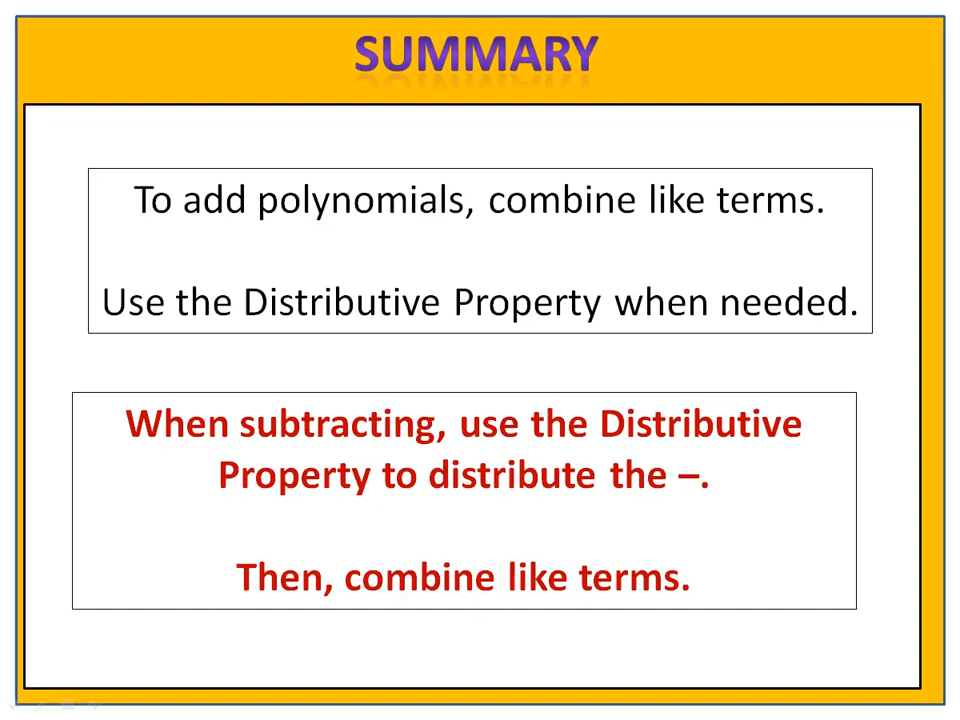 SUMMARY
To add polynomials, combine like terms.
Use the Distributive Property when needed.
When subtracting, use the Distributive
Property to distribute the –.
Then, combine like terms.